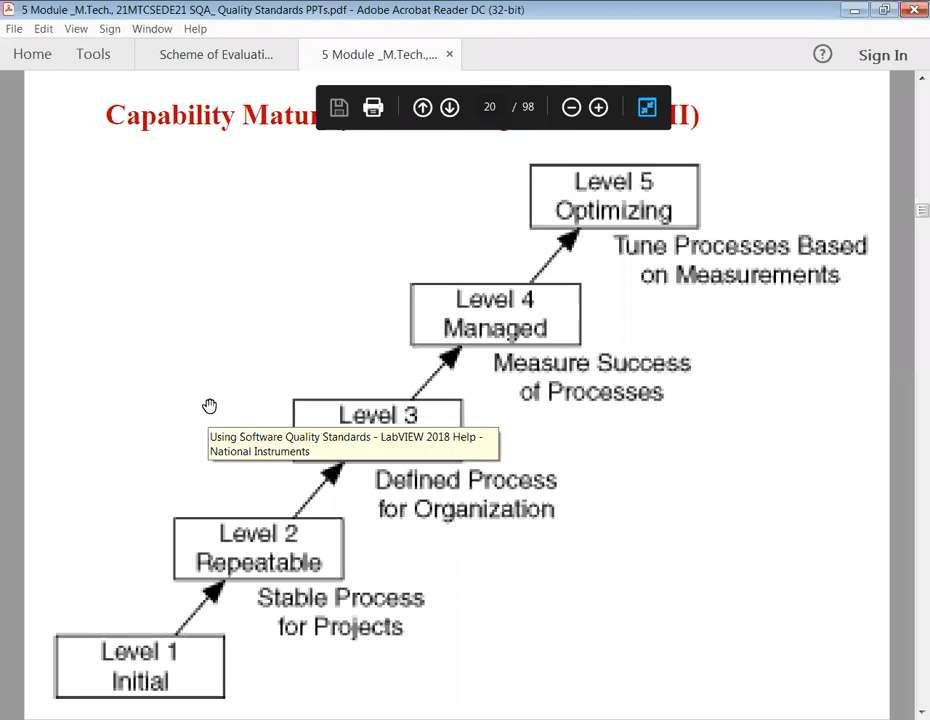 5 Module _M.Tech., 21MTCSEDE21 SQA_ Quality Standards PPTs.pdf - Adobe Acrobat Reader DC (32-bit)
File Edit View Sign Window Help
Home Tools Scheme of Evaluati... 5 Module _M.Tech.,... × ? Sign In
20 / 98
Capability Matu II)
Level 5
Optimizing
Tune Processes Based
on Measurements
Level 4
Managed
Measure Success
of Processes
Level 3
Using Software Quality Standards - LabVIEW 2018 Help -
National Instruments
Defined Process
for Organization
Level 2
Repeatable
Stable Process
for Projects
Level 1
Initial